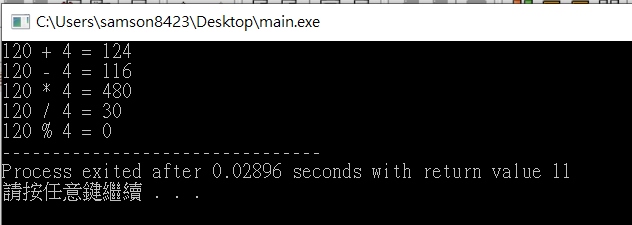 C:\Users\samson8423\Desktop\main.exe
120 + 4 = 124
120 - 4 = 116
120 * 4 = 480
120 / 4 = 30
120 % 4 = 0
--------------------------------
Process exited after 0.02896 seconds with return value 11
請按任意鍵繼續 . . .